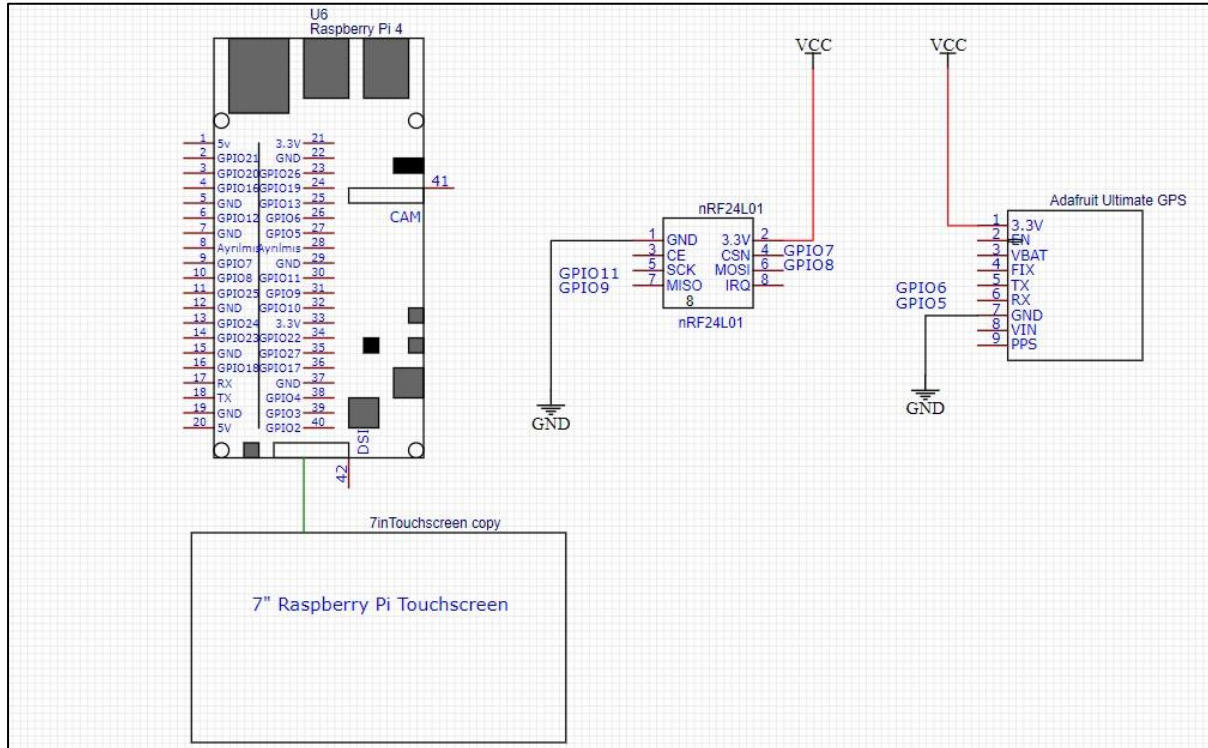 U6
Raspberry Pi 4
1 5v 3.3V 21
2 GPIO21 GND 22
3 GPIO20 GPIO26 23
4 GPIO16 GPIO19 24
5 GND GPIO13 25
6 GPIO12 GPIO6 26
7 GND GPIO5 27
8 Ayrılmış Ayrılmış 28
9 GPIO7 GND 29
10 GPIO8 GPIO11 30
11 GPIO25 GPIO9 31
12 GND GPIO10 32
13 GPIO24 3.3V 33
14 GPIO23 GPIO22 34
15 GND GPIO27 35
16 GPIO18 GPIO17 36
17 RX GND 37
18 TX GPIO4 38
19 GND GPIO3 39
20 5V GPIO2 40
41
CAM
DSI
42
7inTouchscreen copy
7" Raspberry Pi Touchscreen
VCC
nRF24L01
1 GND 3.3V 2
3 CE CSN 4 GPIO7
GPIO11 5 SCK MOSI 6 GPIO8
GPIO9 7 MISO IRQ 8
8
nRF24L01
GND
VCC
Adafruit Ultimate GPS
1 3.3V
2 EN
3 VBAT
4 FIX
GPIO6 5 TX
GPIO5 6 RX
7 GND
8 VIN
9 PPS
GND